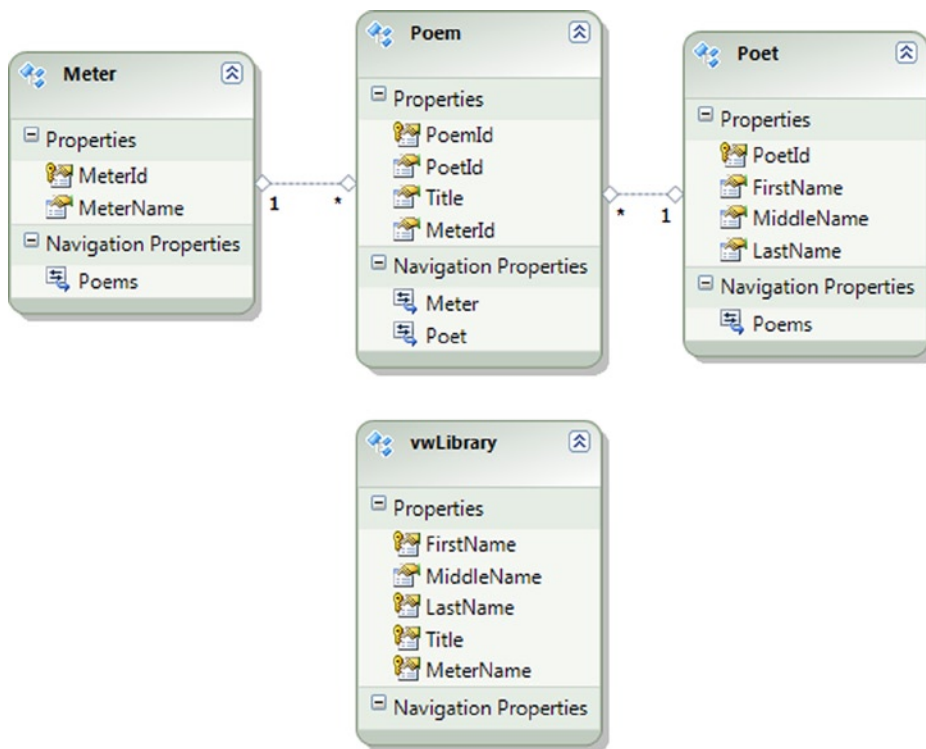 Meter
Properties
MeterId
MeterName
Navigation Properties
Poems
1
*
Poem
Properties
PoemId
PoetId
Title
MeterId
Navigation Properties
Meter
Poet
*
1
Poet
Properties
PoetId
FirstName
MiddleName
LastName
Navigation Properties
Poems
vwLibrary
Properties
FirstName
MiddleName
LastName
Title
MeterName
Navigation Properties